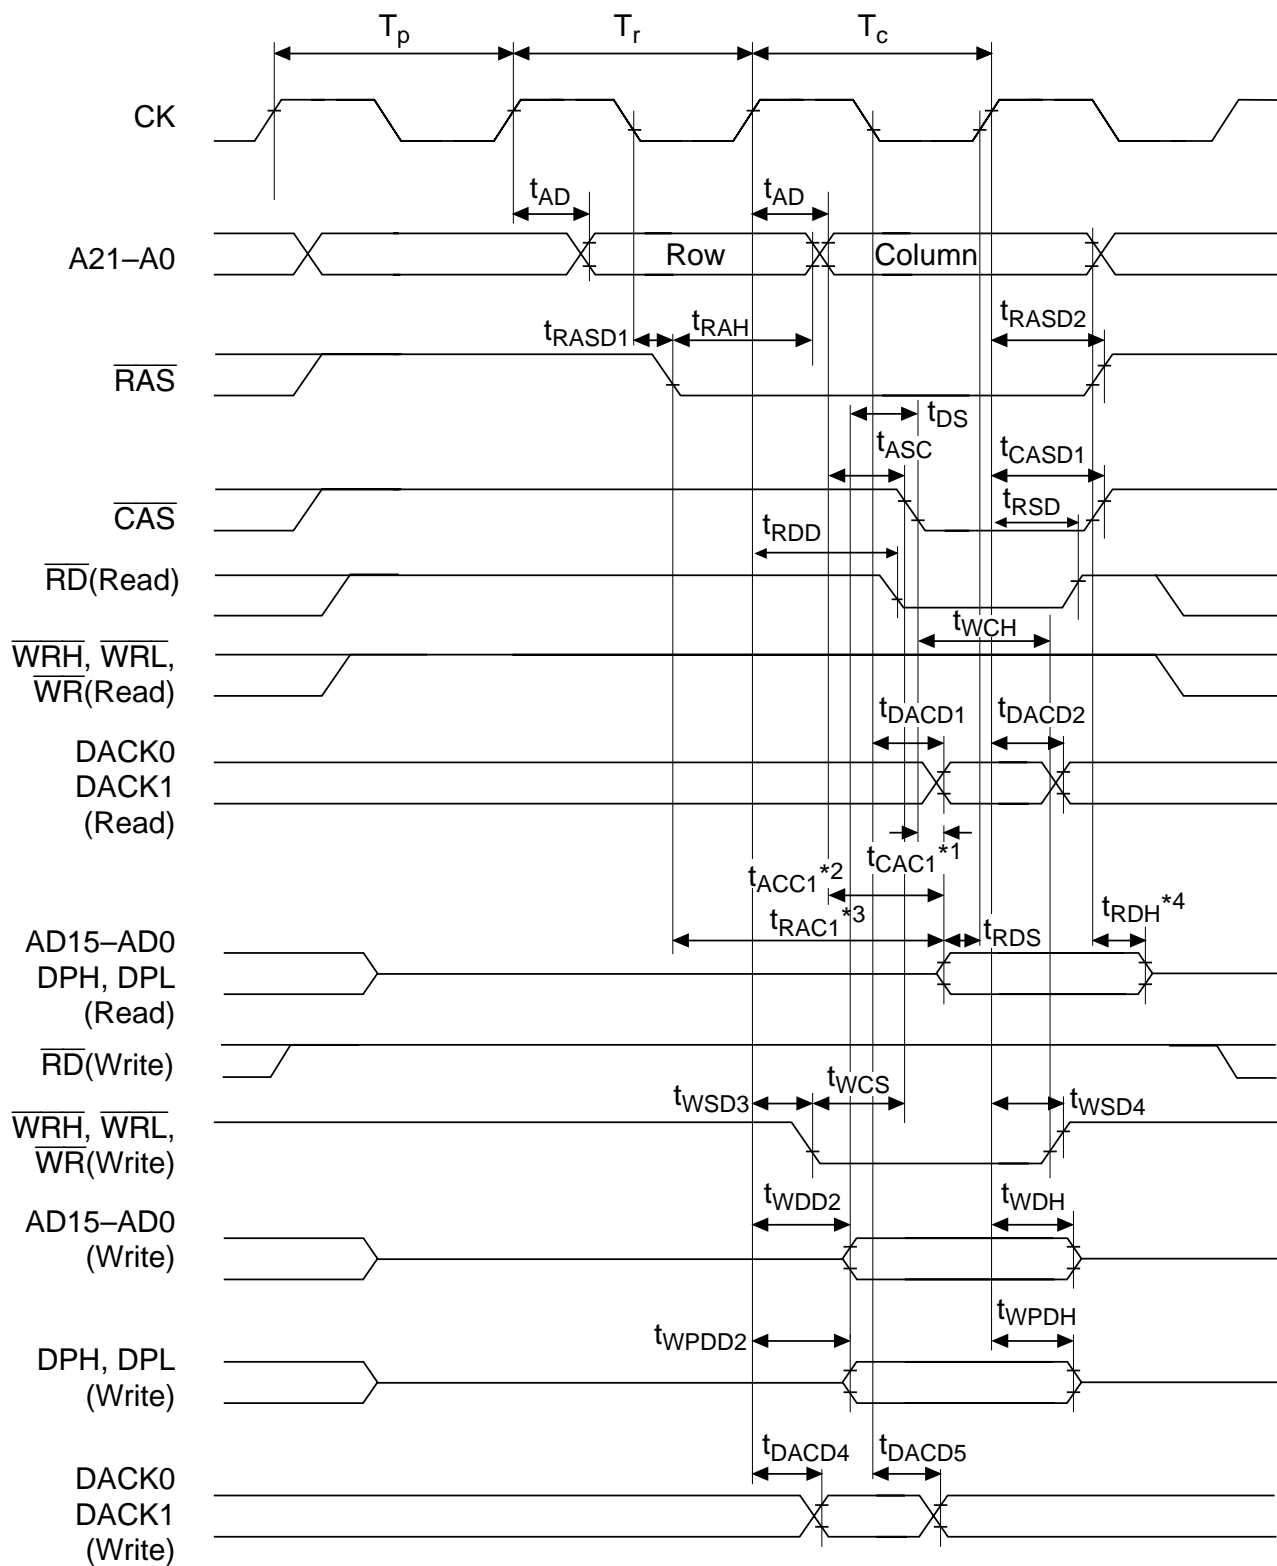 Tp Tr Tc
CK
tAD tAD
A21–A0 Row Column
tRASD1 tRAH tRASD2
RAS
tDS
tASC tCASD1
CAS
tRDD tRSD
RD(Read)
tWCH
WRH, WRL,
WR(Read)
tDACD1 tDACD2
DACK0
DACK1
(Read)
tCAC1*1
tACC1*2
tRAC1*3 tRDS tRDH*4
AD15–AD0
DPH, DPL
(Read)
RD(Write)
tWCS
tWSD3 tWSD4
WRH, WRL,
WR(Write)
tWDD2 tWDH
AD15–AD0
(Write)
tWPDH
tWPDD2
DPH, DPL
(Write)
tDACD4 tDACD5
DACK0
DACK1
(Write)